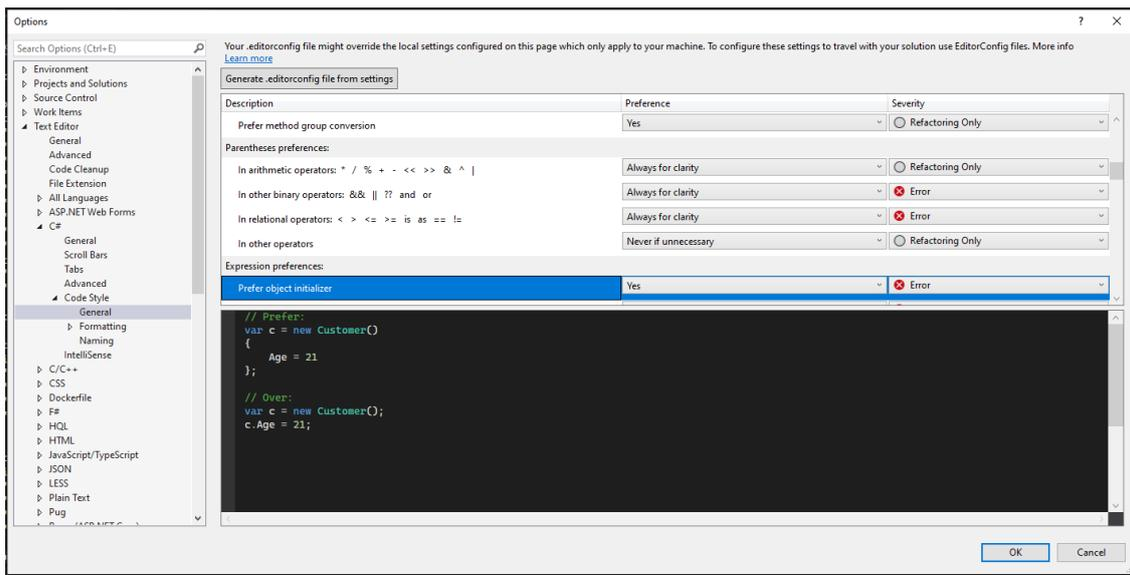 Options
?
Search Options (Ctrl+E)
Environment
Projects and Solutions
Source Control
Work Items
Text Editor
General
Advanced
Code Cleanup
File Extension
All Languages
ASP.NET Web Forms
C#
General
Scroll Bars
Tabs
Advanced
Code Style
General
Formatting
Naming
IntelliSense
C/C++
CSS
Dockerfile
F#
HQL
HTML
JavaScript/TypeScript
JSON
LESS
Plain Text
Pug
Your .editorconfig file might override the local settings configured on this page which only apply to your machine. To configure these settings to travel with your solution use EditorConfig files. More info
Learn more
Generate .editorconfig file from settings
Description Preference Severity
Prefer method group conversion Yes Refactoring Only
Parentheses preferences:
In arithmetic operators: * / % + - << >> & ^ | Always for clarity Refactoring Only
In other binary operators: && || ?? and or Always for clarity Error
In relational operators: < > <= >= is as == != Always for clarity Error
In other operators Never if unnecessary Refactoring Only
Expression preferences:
Prefer object initializer Yes Error
// Prefer:
var c = new Customer()
{
Age = 21
};
// Over:
var c = new Customer();
c.Age = 21;
OK Cancel